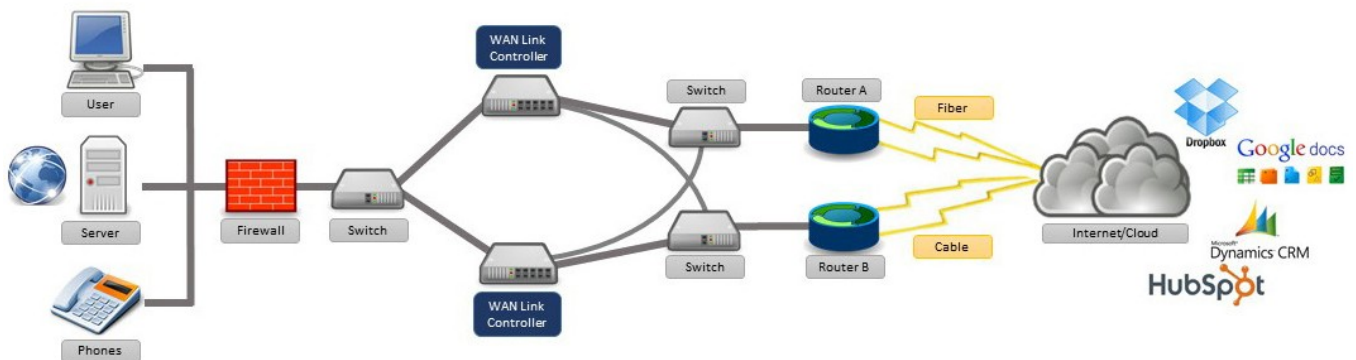 User
Server
Phones
Firewall
Switch
WAN Link
Controller
WAN Link
Controller
Switch
Switch
Router A
Router B
Fiber
Cable
Internet/Cloud
Dropbox
Google docs
Microsoft®
Dynamics CRM
HubSpot